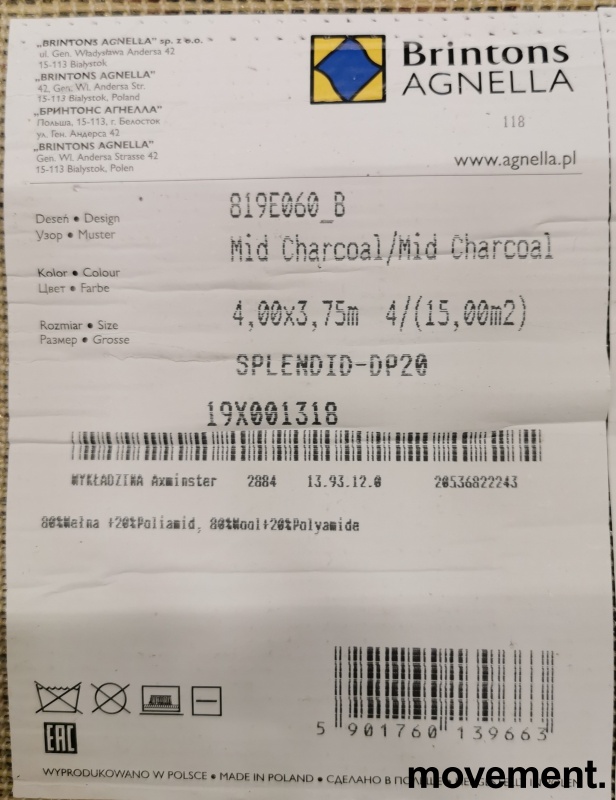 „BRINTONS AGNELLA" sp. z o.o.
ul. Gen. Władysława Andersa 42
15-113 Białystok
„BRINTONS AGNELLA"
42, Gen. Wl. Andersa Str.
15-113 Bialystok, Poland
„БРИНТОНС АГНЕЛЛА"
Польша, 15-113, г. Белосток
ул. Ген. Андерса 42
„BRINTONS AGNELLA"
Gen. Wl. Andersa Strasse 42
15-113 Bialystok, Polen
Brintons
AGNELLA
118
www.agnella.pl
Deseń • Design
Узор • Muster
819E060_B
Mid Charcoal/Mid Charcoal
Kolor • Colour
Цвет • Farbe
Rozmiar • Size
Размер • Grosse
4,00x3,75m 4/(15,00m2)
SPLENDID-DP20
19X001318
WYKŁADZINA Axminster 2884 13.93.12.0 20536822243
80%Wełna +20%Poliamid, 80%Wool+20%Polyamide
EAC
5 901760 139663
WYPRODUKOWANO W POLSCE • MADE IN POLAND • СДЕЛАНО В
movement.